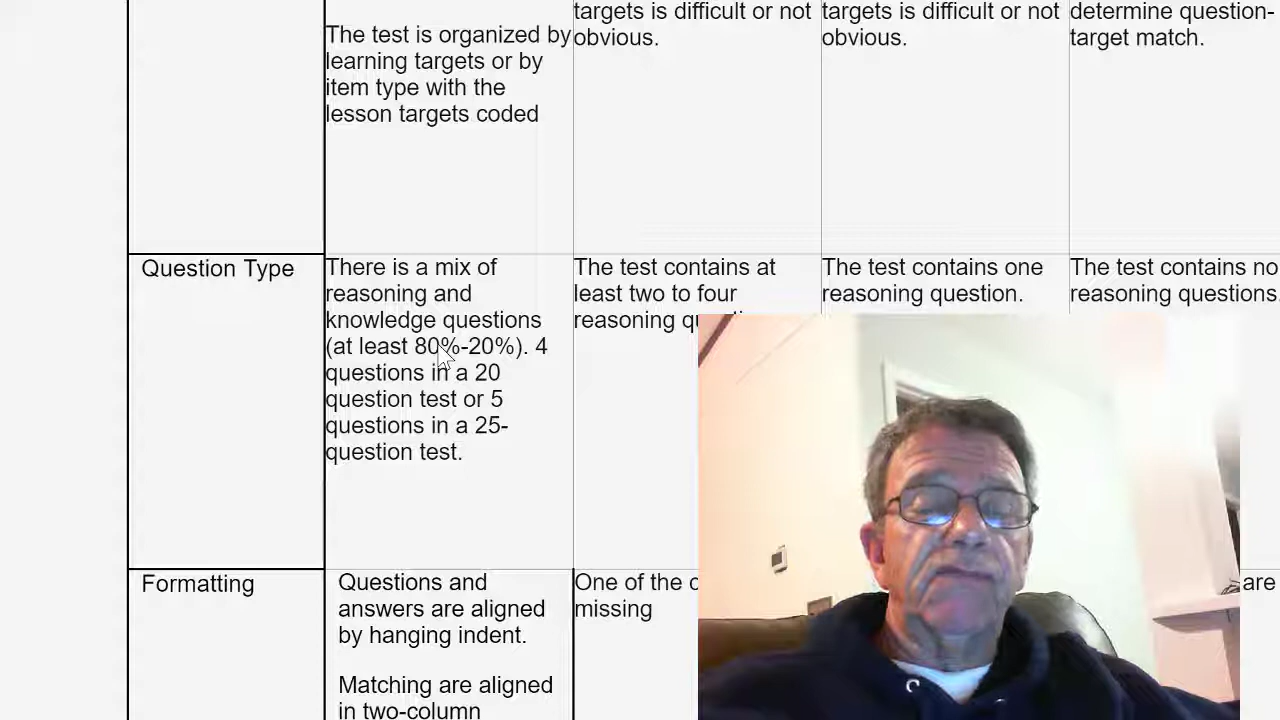 The test is organized by
learning targets or by
item type with the
lesson targets coded
targets is difficult or not
obvious.
targets is difficult or not
obvious.
determine question-
target match.
Question Type
There is a mix of
reasoning and
knowledge questions
(at least 80%-20%). 4
questions in a 20
question test or 5
questions in a 25-
question test.
The test contains at
least two to four
reasoning
The test contains one
reasoning question.
The test contains no
reasoning questions.
Formatting
Questions and
answers are aligned
by hanging indent.
Matching are aligned
in two-column
One of the
missing
are